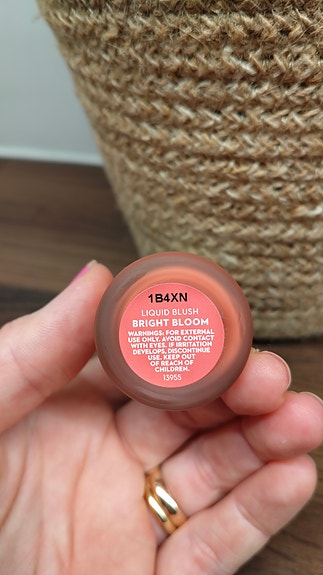 1B4XN
LIQUID BLUSH
BRIGHT BLOOM
WARNINGS: FOR EXTERNAL
USE ONLY. AVOID CONTACT
WITH EYES. IF IRRITATION
DEVELOPS, DISCONTINUE
USE. KEEP OUT
OF REACH OF
CHILDREN.
13955